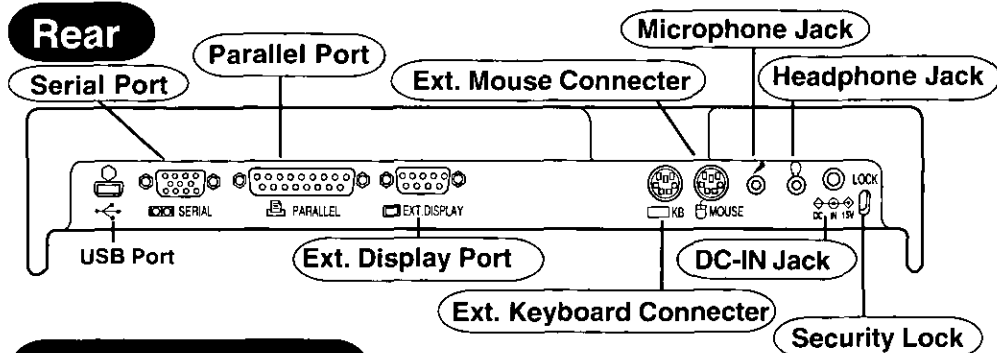 Rear
Microphone Jack
Parallel Port
Serial Port
Ext. Mouse Connecter
Headphone Jack
LOCK
SERIAL
PARALLEL
EXT.DISPLAY
KB
MOUSE
DC IN 15V
USB Port
Ext. Display Port
DC-IN Jack
Ext. Keyboard Connecter
Security Lock